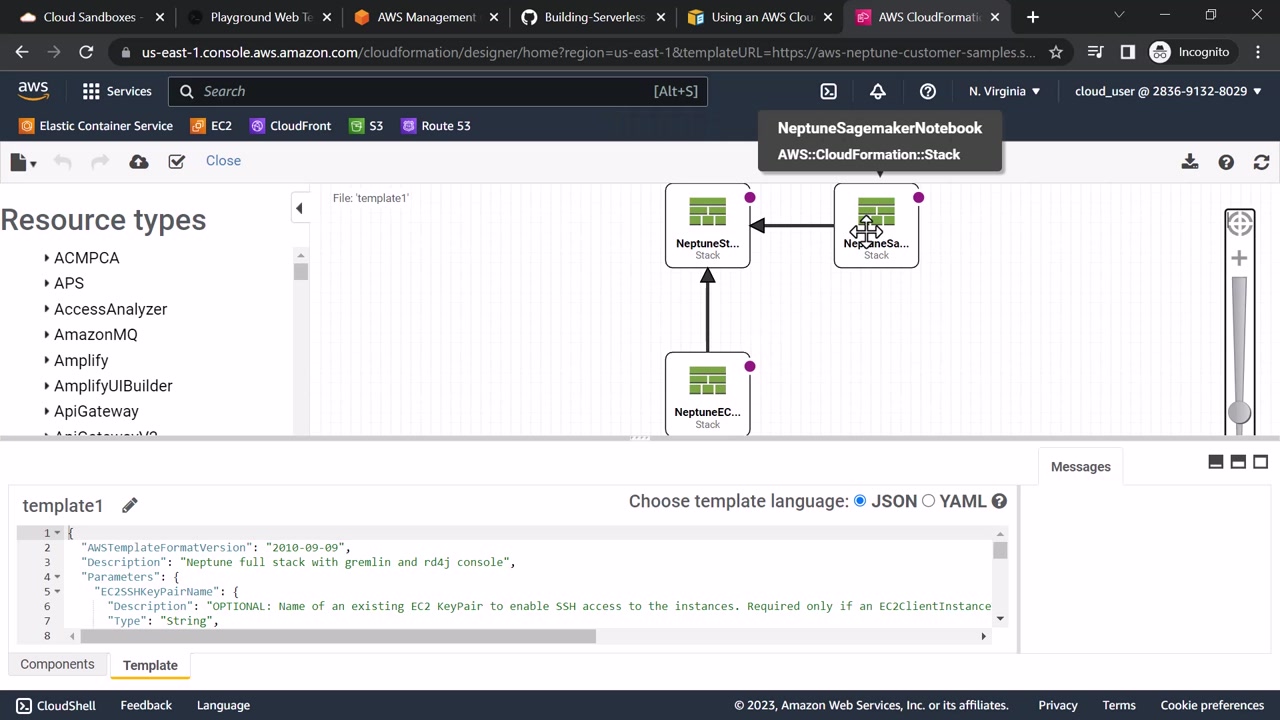 Cloud Sandboxes -
Playground Web Te
AWS Management
Building-Serverless
Using an AWS Clou
AWS CloudFormati
us-east-1.console.aws.amazon.com/cloudformation/designer/home?region=us-east-1&templateURL=https://aws-neptune-customer-samples.s...
Incognito
aws
Services
Search
[Alt+S]
N. Virginia
cloud_user @ 2836-9132-8029
Elastic Container Service
EC2
CloudFront
S3
Route 53
NeptuneSagemakerNotebook
AWS::CloudFormation::Stack
Close
File: 'template1'
Resource types
ACMPCA
APS
AccessAnalyzer
AmazonMQ
Amplify
AmplifyUIBuilder
ApiGateway
ApiGatewayV2
NeptuneSt...
Stack
NeptuneSa...
Stack
NeptuneEC...
Stack
Messages
template1
Choose template language:
JSON
YAML
1 {
2 "AWSTemplateFormatVersion": "2010-09-09",
3 "Description": "Neptune full stack with gremlin and rd4j console",
4 "Parameters": {
5 "EC2SSHKeyPairName": {
6 "Description": "OPTIONAL: Name of an existing EC2 KeyPair to enable SSH access to the instances. Required only if an EC2ClientInstance
7 "Type": "String",
8
Components
Template
CloudShell
Feedback
Language
© 2023, Amazon Web Services, Inc. or its affiliates.
Privacy
Terms
Cookie preferences